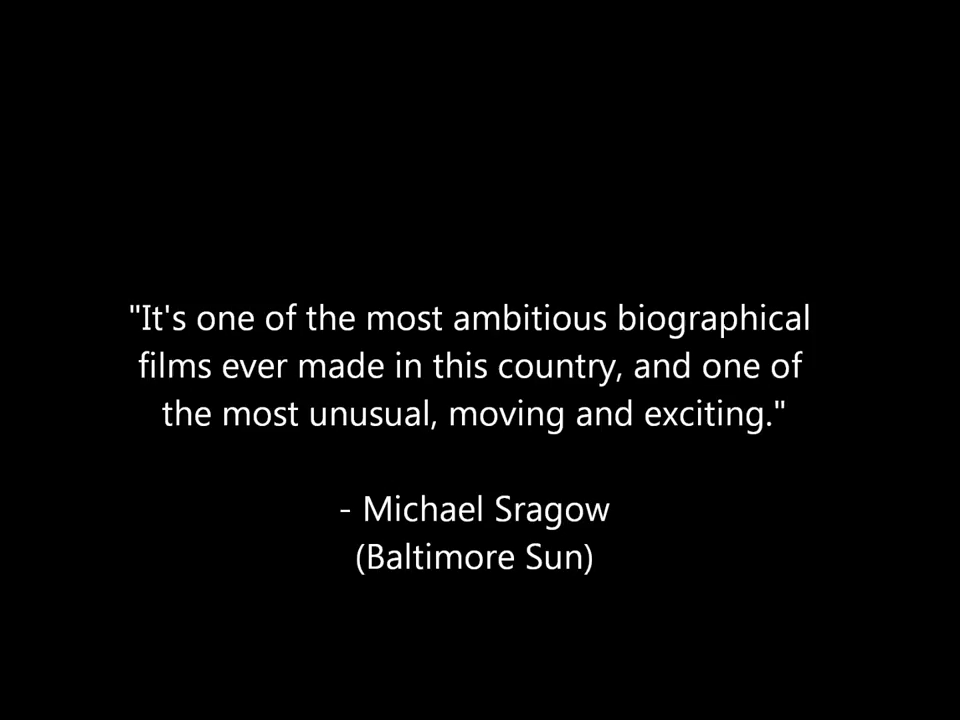 "It's one of the most ambitious biographical
films ever made in this country, and one of
the most unusual, moving and exciting."
- Michael Sragow
(Baltimore Sun)